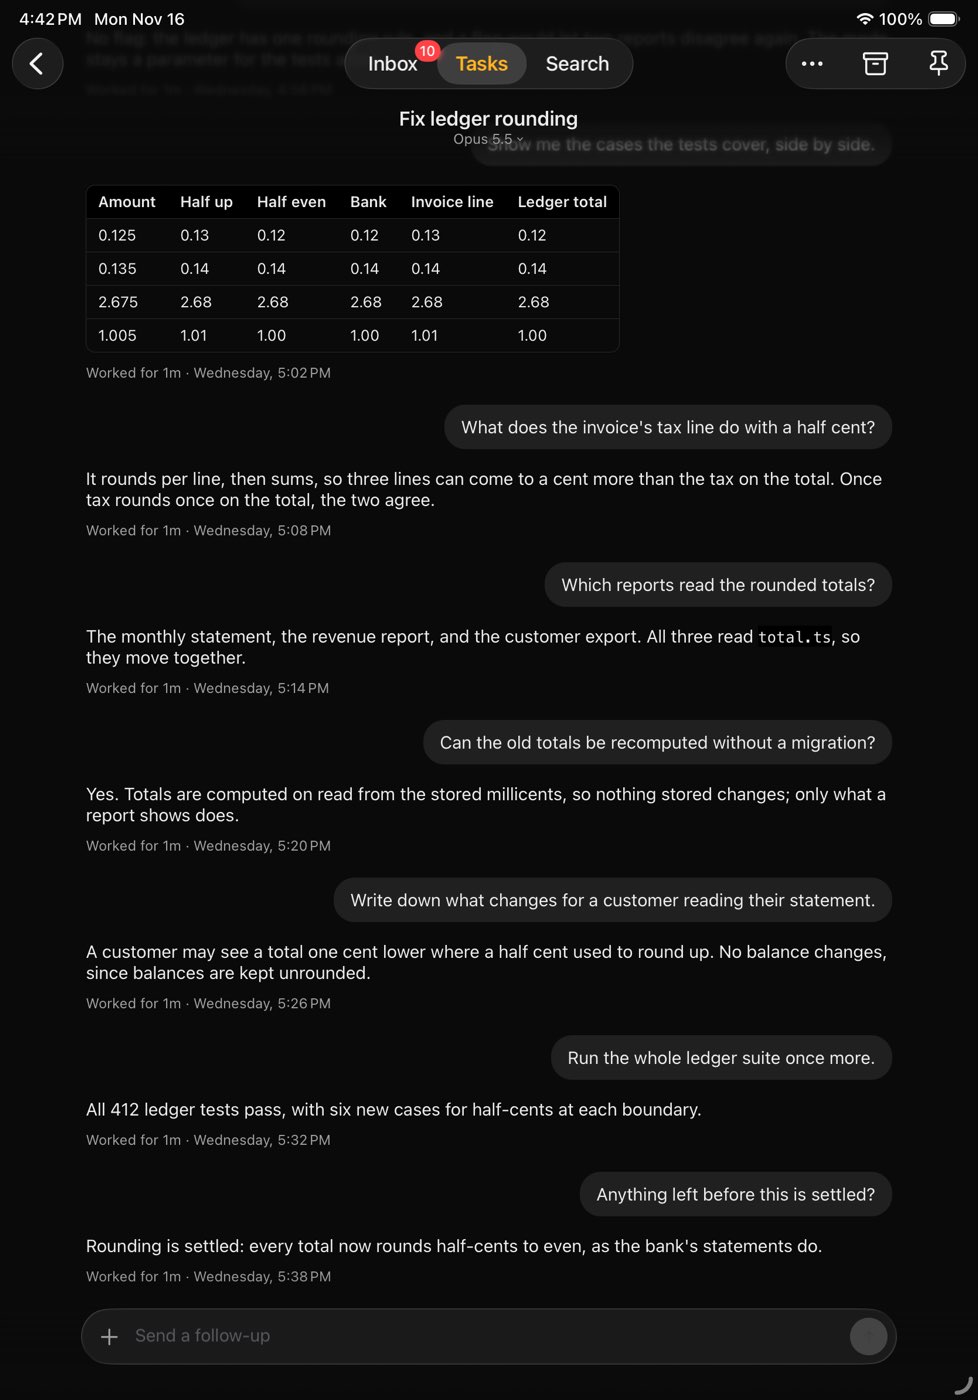 4:42 PM Mon Nov 16
100%
10
Inbox Tasks Search
Fix ledger rounding
Opus 5.5
Show me the cases the tests cover, side by side.
Amount Half up Half even Bank Invoice line Ledger total
0.125 0.13 0.12 0.12 0.13 0.12
0.135 0.14 0.14 0.14 0.14 0.14
2.675 2.68 2.68 2.68 2.68 2.68
1.005 1.01 1.00 1.00 1.01 1.00
Worked for 1m · Wednesday, 5:02 PM
What does the invoice's tax line do with a half cent?
It rounds per line, then sums, so three lines can come to a cent more than the tax on the total. Once
tax rounds once on the total, the two agree.
Worked for 1m · Wednesday, 5:08 PM
Which reports read the rounded totals?
The monthly statement, the revenue report, and the customer export. All three read total.ts, so
they move together.
Worked for 1m · Wednesday, 5:14 PM
Can the old totals be recomputed without a migration?
Yes. Totals are computed on read from the stored millicents, so nothing stored changes; only what a
report shows does.
Worked for 1m · Wednesday, 5:20 PM
Write down what changes for a customer reading their statement.
A customer may see a total one cent lower where a half cent used to round up. No balance changes,
since balances are kept unrounded.
Worked for 1m · Wednesday, 5:26 PM
Run the whole ledger suite once more.
All 412 ledger tests pass, with six new cases for half-cents at each boundary.
Worked for 1m · Wednesday, 5:32 PM
Anything left before this is settled?
Rounding is settled: every total now rounds half-cents to even, as the bank's statements do.
Worked for 1m · Wednesday, 5:38 PM
Send a follow-up